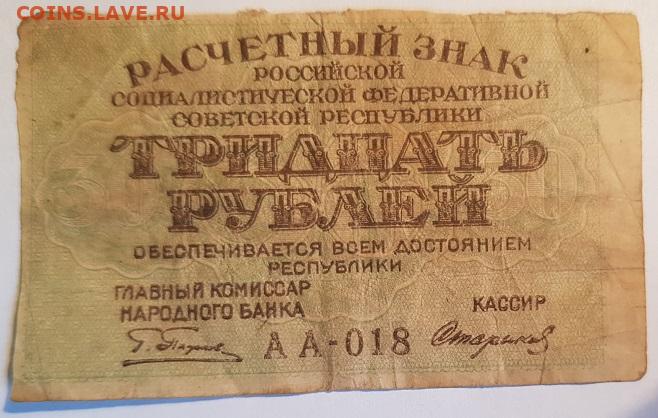 COINS.LAVE.RU
РАСЧЕТНЫЙ ЗНАК
РОССИЙСКОЙ
СОЦИАЛИСТИЧЕСКОЙ ФЕДЕРАТИВНОЙ
СОВЕТСКОЙ РЕСПУБЛИКИ
ТРИДЦАТЬ
РУБЛЕЙ
ОБЕСПЕЧИВАЕТСЯ ВСЕМ ДОСТОЯНИЕМ
РЕСПУБЛИКИ
ГЛАВНЫЙ КОМИССАР
НАРОДНОГО БАНКА
КАССИР
АА-018
Стариков